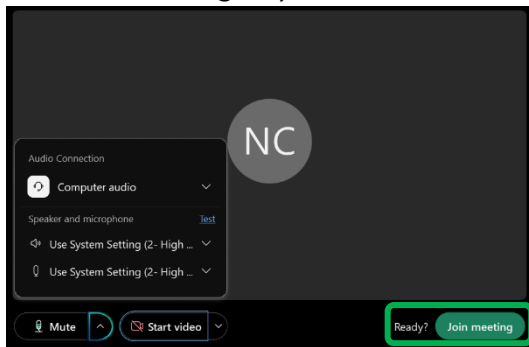 NC
Audio Connection
Computer audio
Speaker and microphone Test
Use System Setting (2- High ...
Use System Setting (2- High ...
Mute Start video Ready? Join meeting